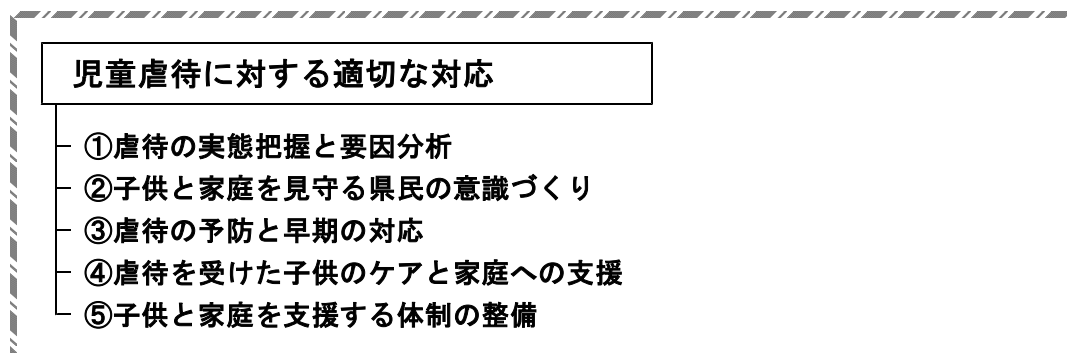 児童虐待に対する適切な対応
①虐待の実態把握と要因分析
②子供と家庭を見守る県民の意識づくり
③虐待の予防と早期の対応
④虐待を受けた子供のケアと家庭への支援
⑤子供と家庭を支援する体制の整備